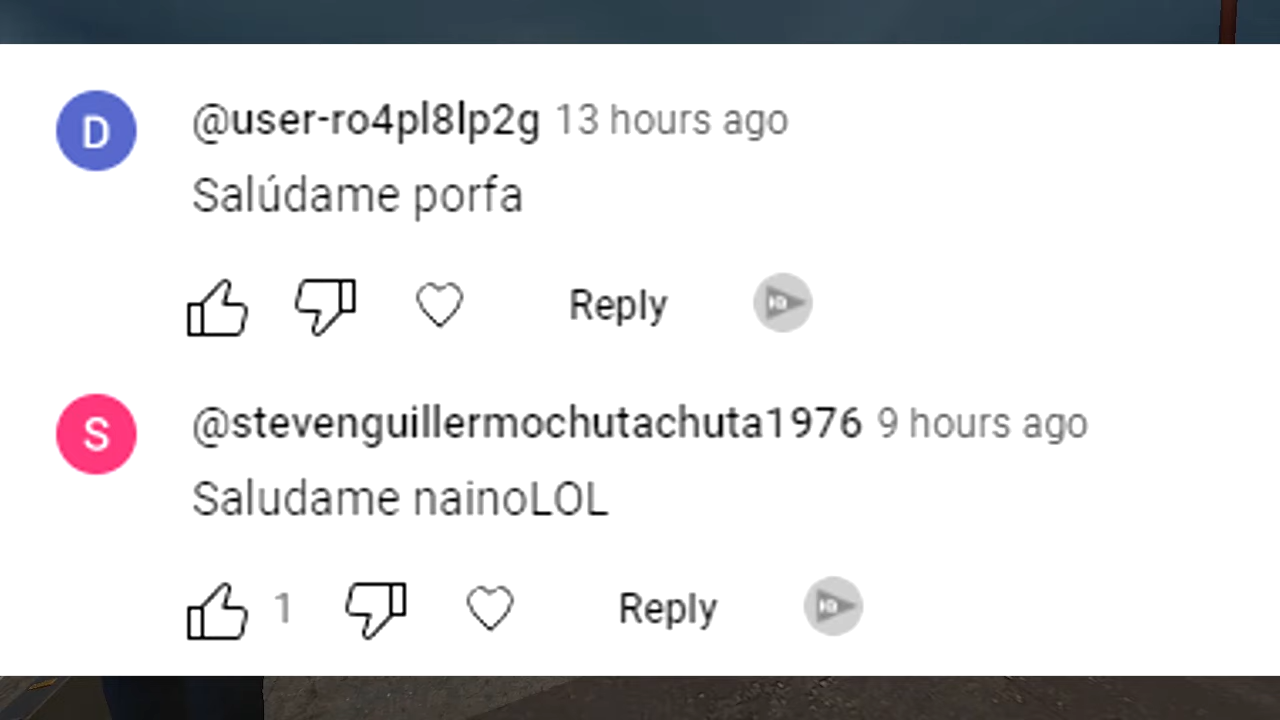 D
@user-ro4pl8lp2g 13 hours ago
Salúdame porfa
Reply
S
@stevenguillermochutachuta1976 9 hours ago
Saludame nainoLOL
1
Reply